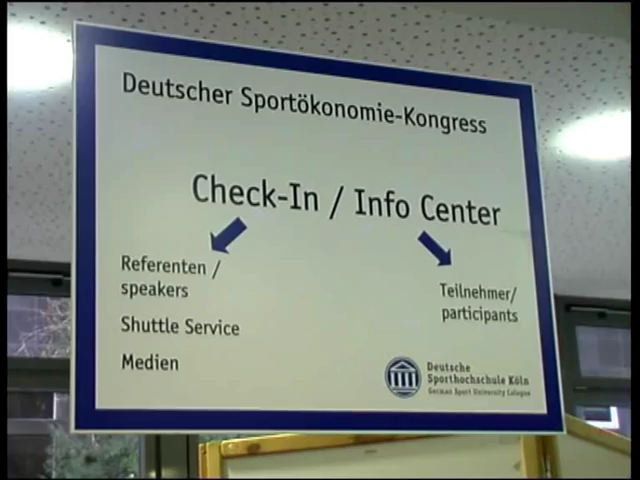 Deutscher Sportökonomie-Kongress
Check-In / Info Center
Referenten /
speakers
Shuttle Service
Medien
Teilnehmer/
participants
Deutsche
Sporthochschule Köln
German Sport University Cologne